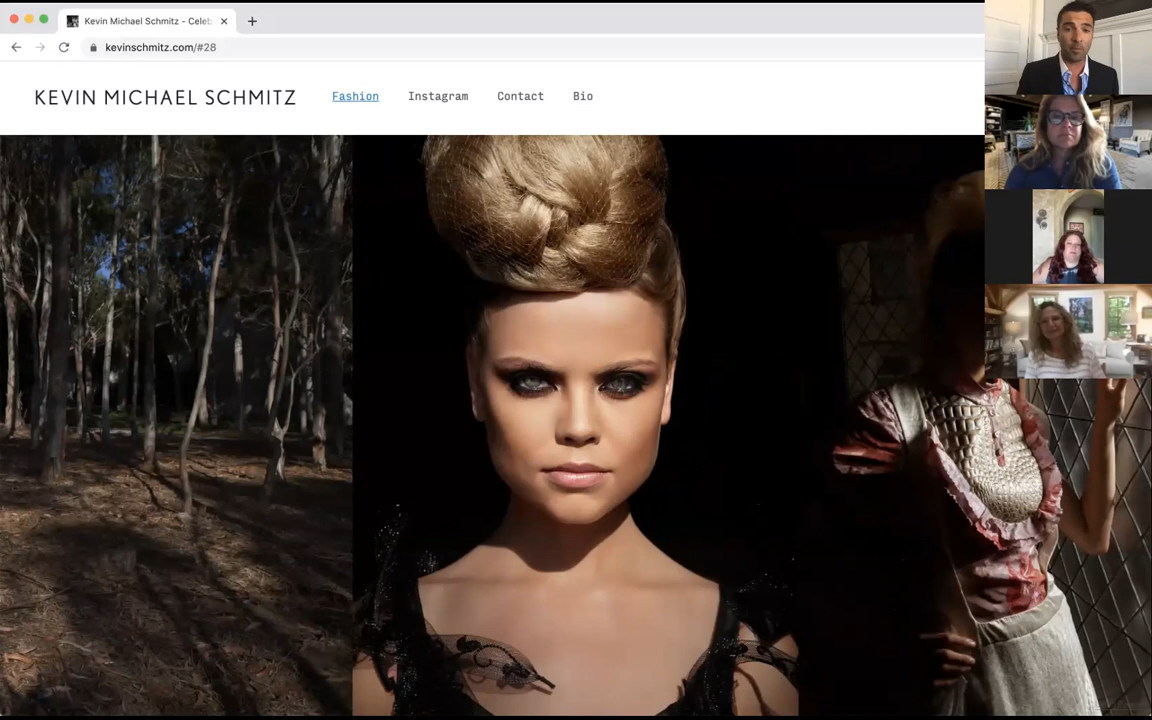 Kevin Michael Schmitz - Celeb
kevinschmitz.com/#28
KEVIN MICHAEL SCHMITZ
Fashion Instagram Contact Bio